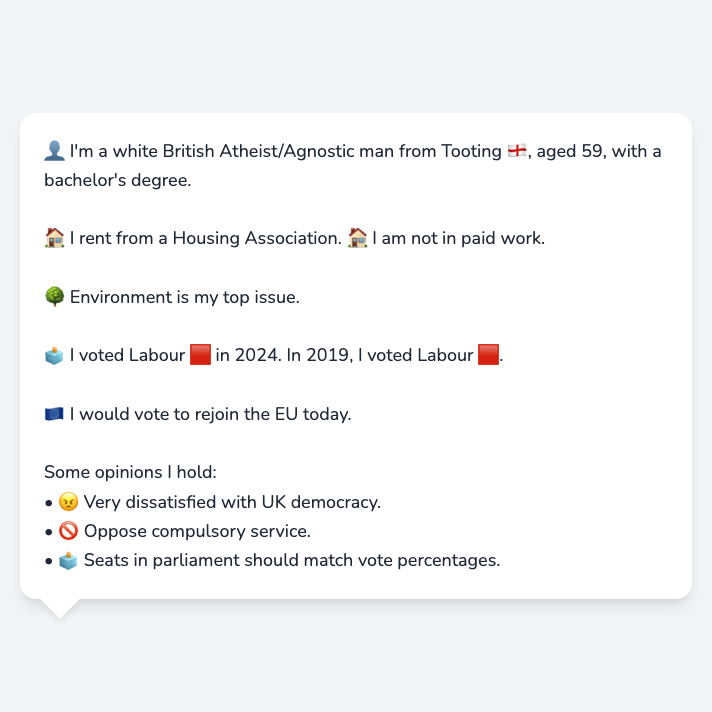 👤 I'm a white British Atheist/Agnostic man from Tooting 🏴󠁧󠁢󠁥󠁮󠁧󠁿, aged 59, with a
bachelor's degree.
🏠 I rent from a Housing Association. 🏠 I am not in paid work.
🌳 Environment is my top issue.
🗳️ I voted Labour 🟥 in 2024. In 2019, I voted Labour 🟥.
🇪🇺 I would vote to rejoin the EU today.
Some opinions I hold:
• 😠 Very dissatisfied with UK democracy.
• 🚫 Oppose compulsory service.
• 🗳️ Seats in parliament should match vote percentages.